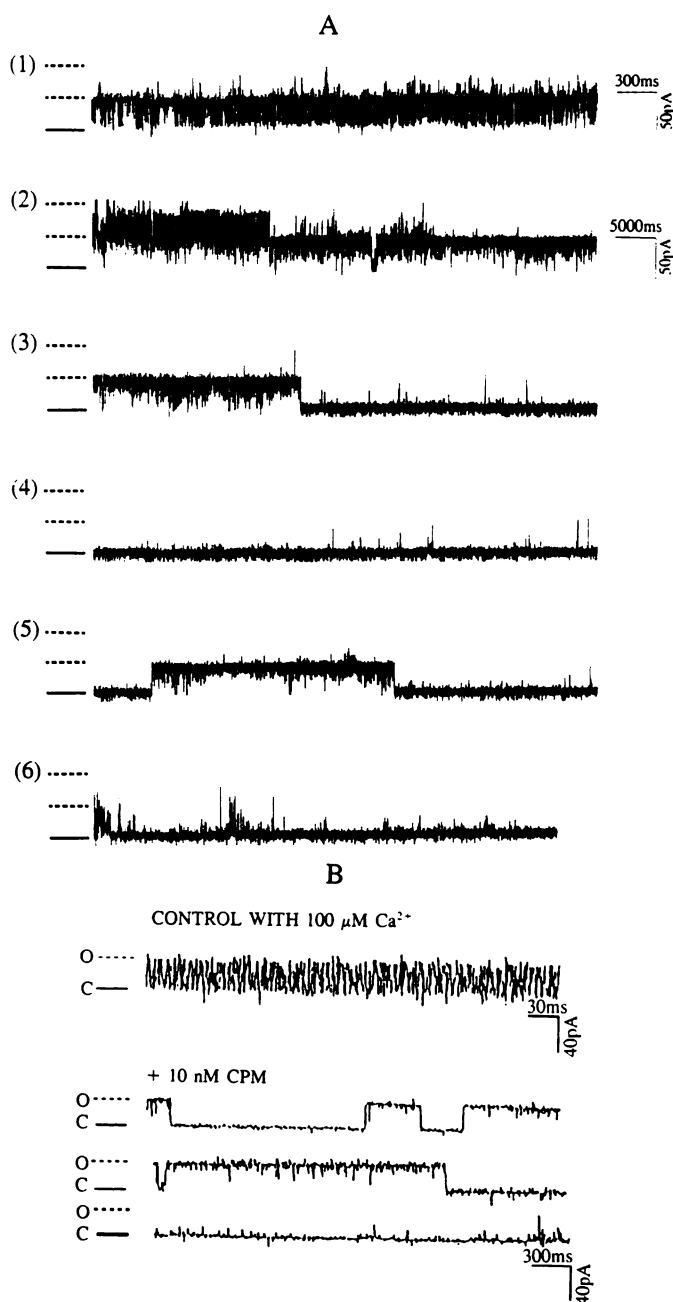 A
(1)
300ms
50pA
(2)
5000ms
50pA
(3)
(4)
(5)
(6)
B
CONTROL WITH 100 μM Ca²⁺
O
C
30ms
40pA
+ 10 nM CPM
O
C
O
C
O
C
300ms
40pA